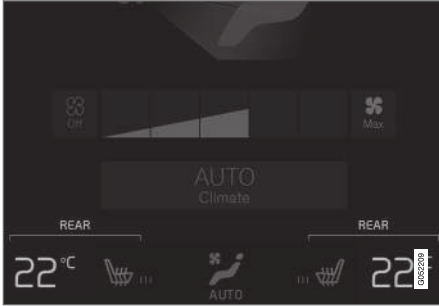 Off
Max
AUTO
Climate
REAR
REAR
22°C
22
AUTO
G052209